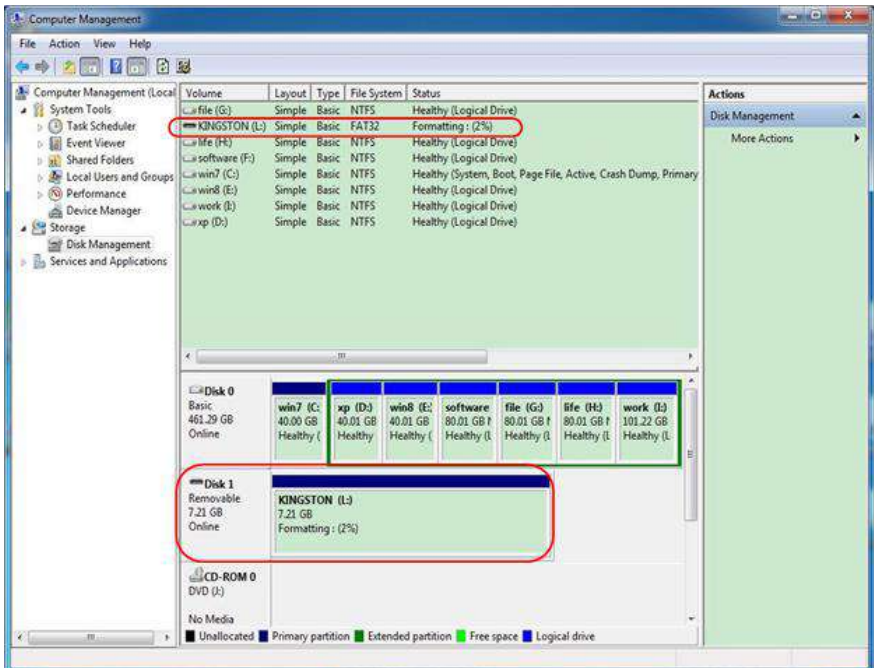 Computer Management
File Action View Help
Computer Management (Local
System Tools
Task Scheduler
Event Viewer
Shared Folders
Local Users and Groups
Performance
Device Manager
Storage
Disk Management
Services and Applications
Volume Layout Type File System Status
file (G:) Simple Basic NTFS Healthy (Logical Drive)
KINGSTON (L:) Simple Basic FAT32 Formatting : (2%)
life (H:) Simple Basic NTFS Healthy (Logical Drive)
software (F:) Simple Basic NTFS Healthy (Logical Drive)
win7 (C:) Simple Basic NTFS Healthy (System, Boot, Page File, Active, Crash Dump, Primary
win8 (E:) Simple Basic NTFS Healthy (Logical Drive)
work (I:) Simple Basic NTFS Healthy (Logical Drive)
xp (D:) Simple Basic NTFS Healthy (Logical Drive)
Disk 0
Basic
461.29 GB
Online
win7 (C: xp (D:) win8 (E: software file (G:) life (H:) work (I:)
40.00 GB 40.01 GB 40.01 GB 80.01 GB 80.01 GB 80.01 GB 101.22 GB
Healthy ( Healthy Healthy ( Healthy (L Healthy (L Healthy (L Healthy (L
Disk 1
Removable
7.21 GB
Online
KINGSTON (L:)
7.21 GB
Formatting : (2%)
CD-ROM 0
DVD (J:)
No Media
Unallocated Primary partition Extended partition Free space Logical drive
Actions
Disk Management
More Actions